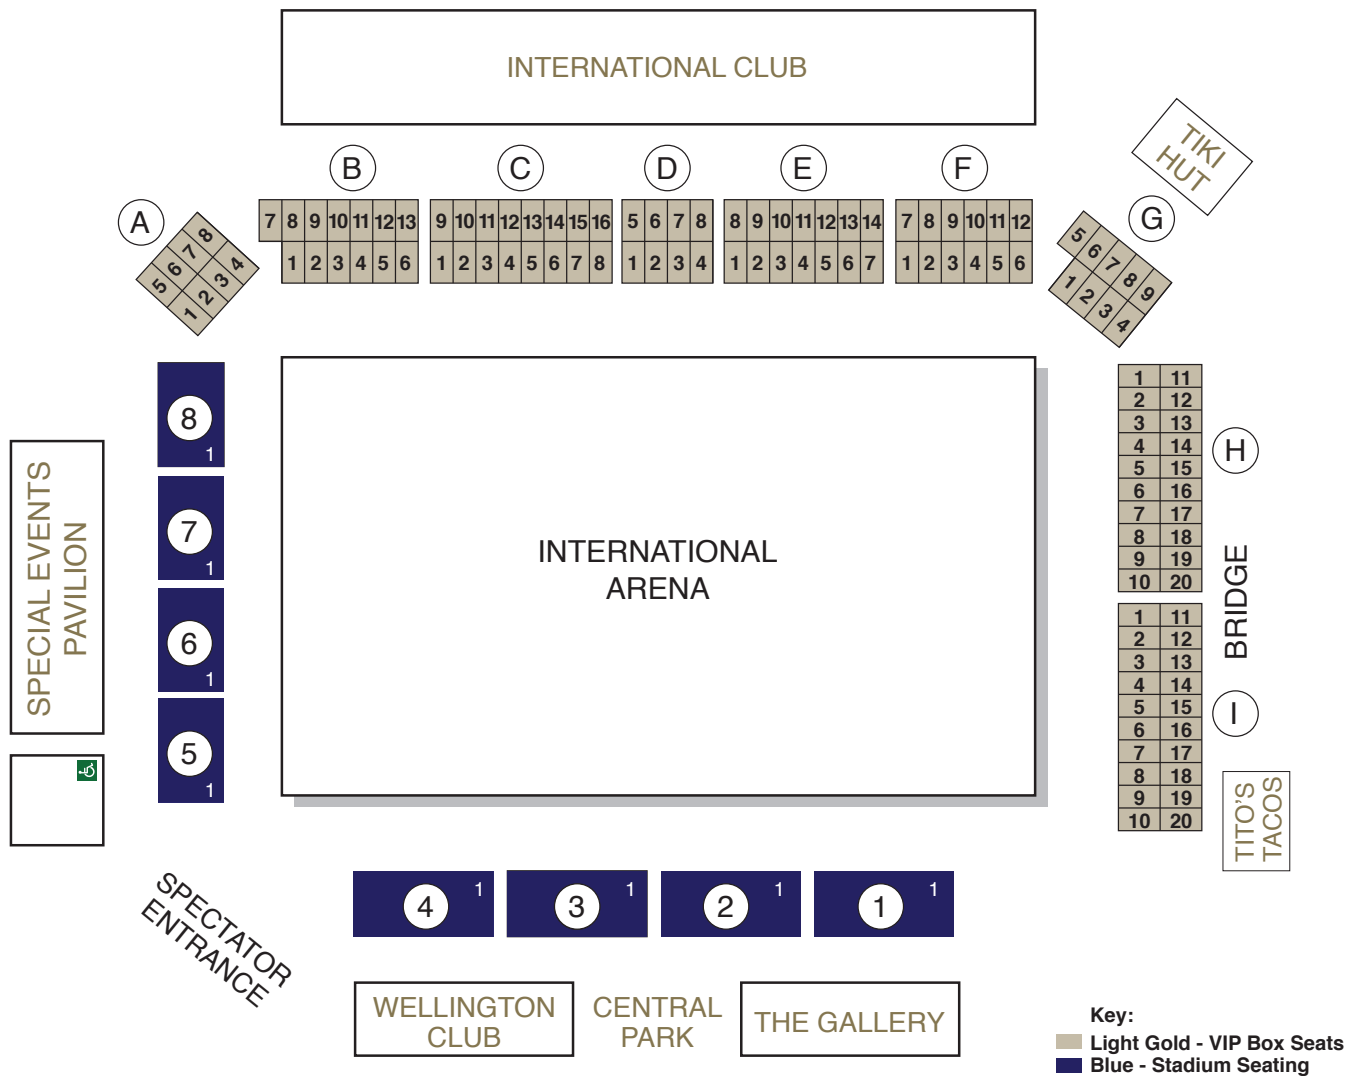 INTERNATIONAL CLUB
TIKI
HUT
A
B
C
D
E
F
G
5 6 7 8
1 2 3 4
7 8 9 10 11 12 13
1 2 3 4 5 6
9 10 11 12 13 14 15 16
1 2 3 4 5 6 7 8
5 6 7 8
1 2 3 4
8 9 10 11 12 13 14
1 2 3 4 5 6 7
7 8 9 10 11 12
1 2 3 4 5 6
5 6 7 8 9
1 2 3 4
8
1
7
1
6
1
5
1
SPECIAL EVENTS
PAVILION
INTERNATIONAL
ARENA
1 11
2 12
3 13
4 14
5 15
6 16
7 17
8 18
9 19
10 20
H
BRIDGE
1 11
2 12
3 13
4 14
5 15
6 16
7 17
8 18
9 19
10 20
I
TITO'S
TACOS
SPECTATOR
ENTRANCE
4 1
3 1
2 1
1 1
WELLINGTON
CLUB
CENTRAL
PARK
THE GALLERY
Key:
Light Gold - VIP Box Seats
Blue - Stadium Seating